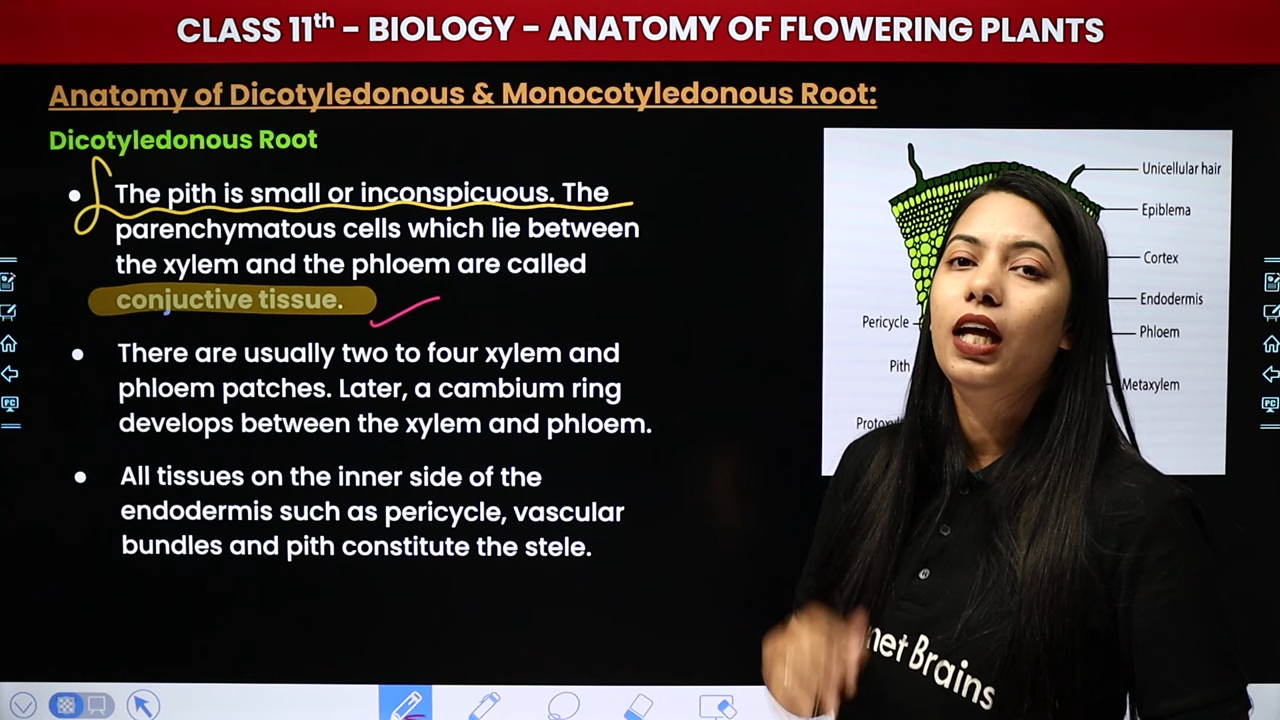 CLASS 11th – BIOLOGY – ANATOMY OF FLOWERING PLANTS
Anatomy of Dicotyledonous & Monocotyledonous Root:
Dicotyledonous Root
• The pith is small or inconspicuous. The
parenchymatous cells which lie between
the xylem and the phloem are called
conjuctive tissue.
• There are usually two to four xylem and
phloem patches. Later, a cambium ring
develops between the xylem and phloem.
• All tissues on the inner side of the
endodermis such as pericycle, vascular
bundles and pith constitute the stele.
Unicellular hair
Epiblema
Cortex
Endodermis
Pericycle
Phloem
Pith
Metaxylem
PC
PC
Brains